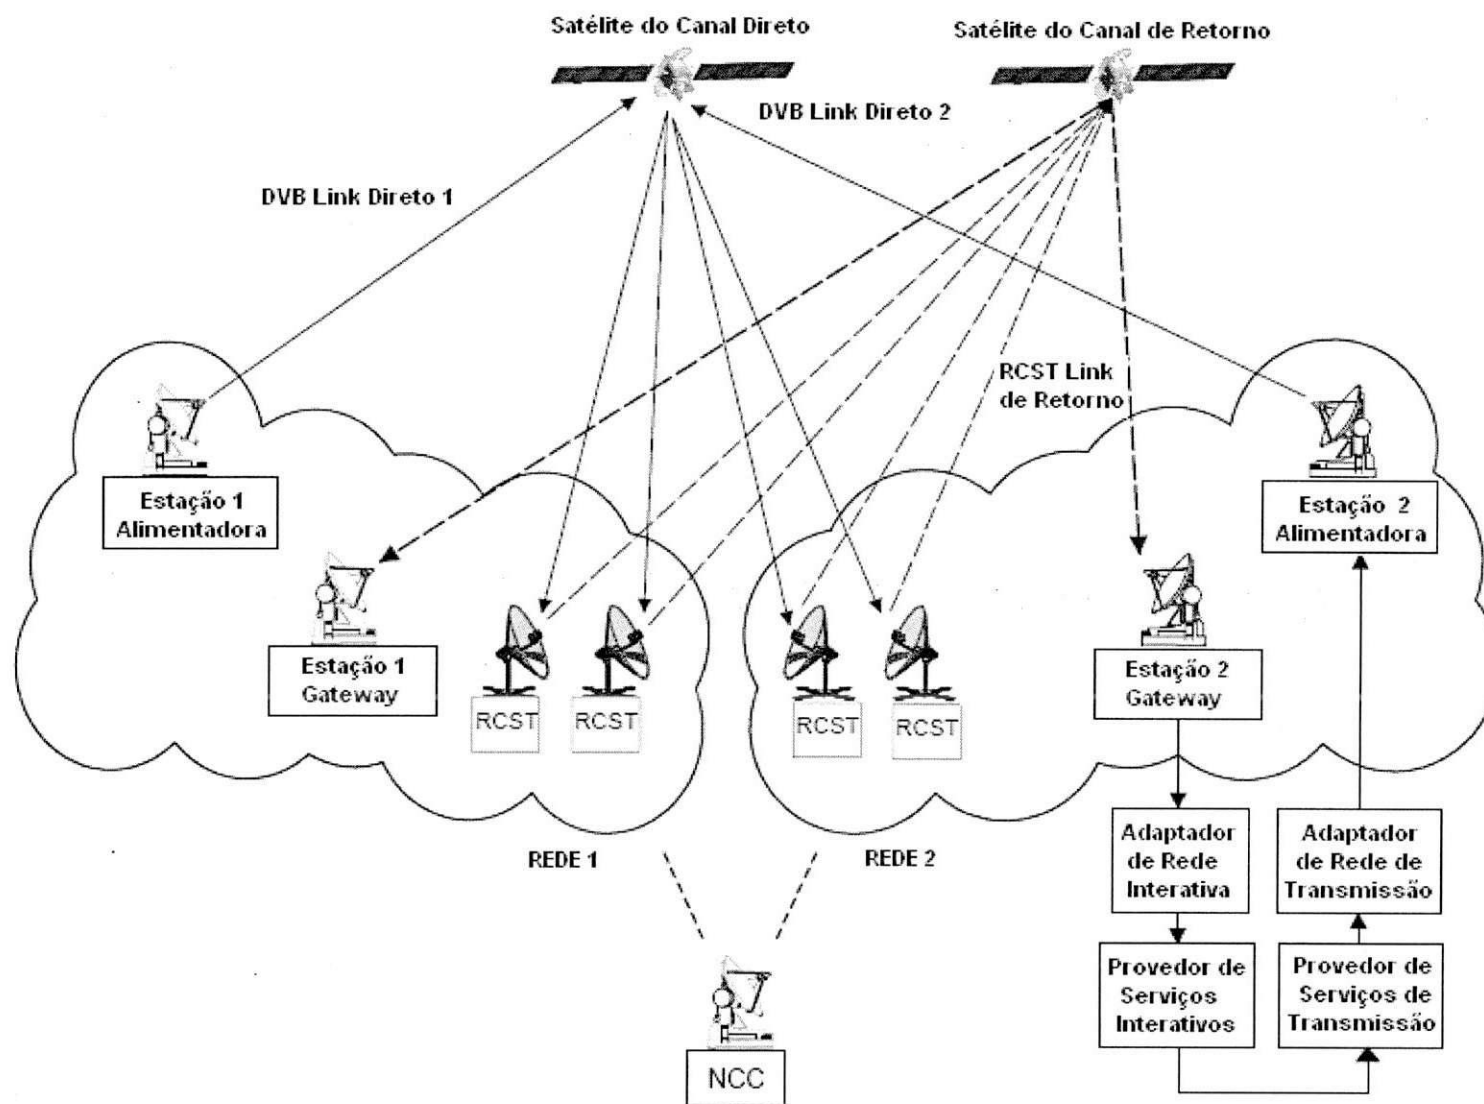 Satélite do Canal Direto
Satélite do Canal de Retorno
DVB Link Direto 2
DVB Link Direto 1
RCST Link
de Retorno
Estação 1
Alimentadora
Estação 2
Alimentadora
Estação 1
Gateway
RCST
RCST
RCST
RCST
Estação 2
Gateway
REDE 1
REDE 2
Adaptador
de Rede
Interativa
Adaptador
de Rede de
Transmissão
Provedor de
Serviços
Interativos
Provedor de
Serviços de
Transmissão
NCC